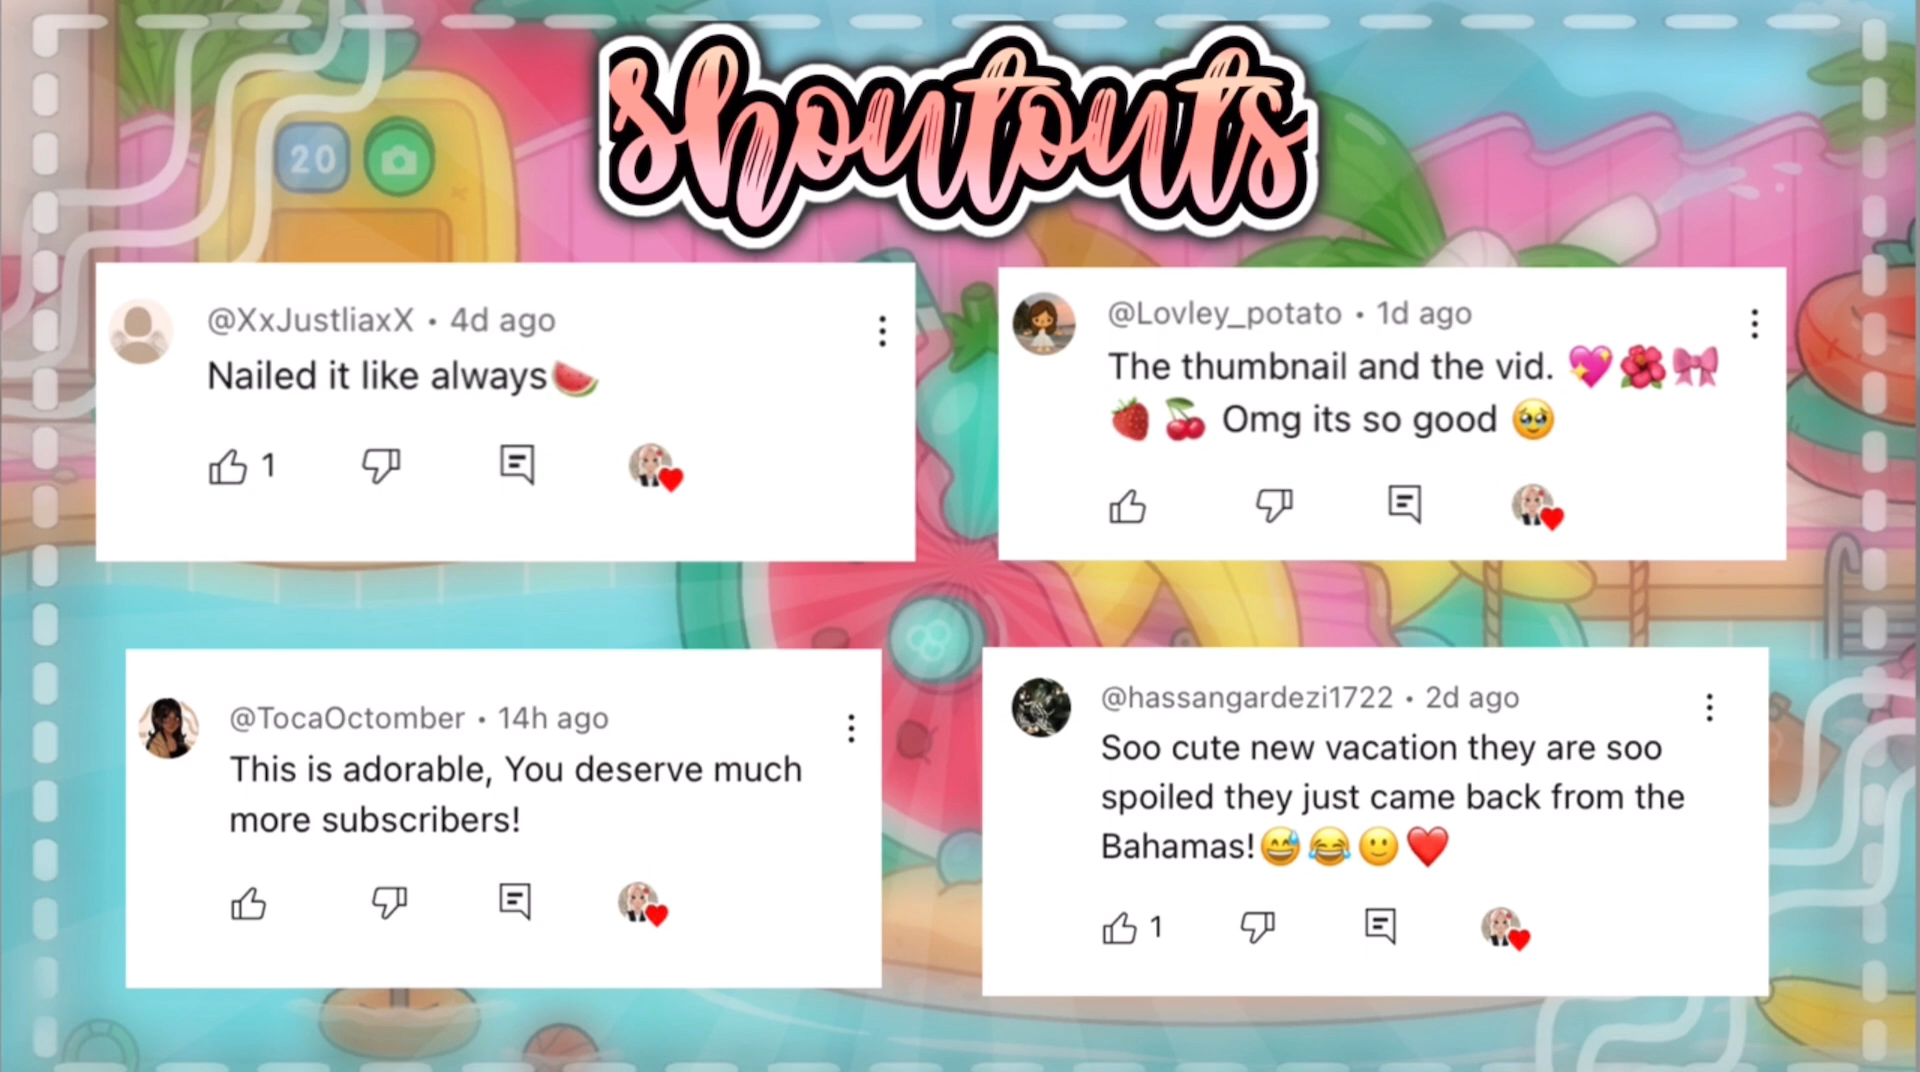 shoutouts
20
@XxJustliaxX • 4d ago
Nailed it like always🍉
1
@Lovley_potato • 1d ago
The thumbnail and the vid. 💖🌺🎀
🍓🍒 Omg its so good 🥹
@TocaOctomber • 14h ago
This is adorable, You deserve much
more subscribers!
@hassangardezi1722 • 2d ago
Soo cute new vacation they are soo
spoiled they just came back from the
Bahamas!😅😂🙂❤️
1